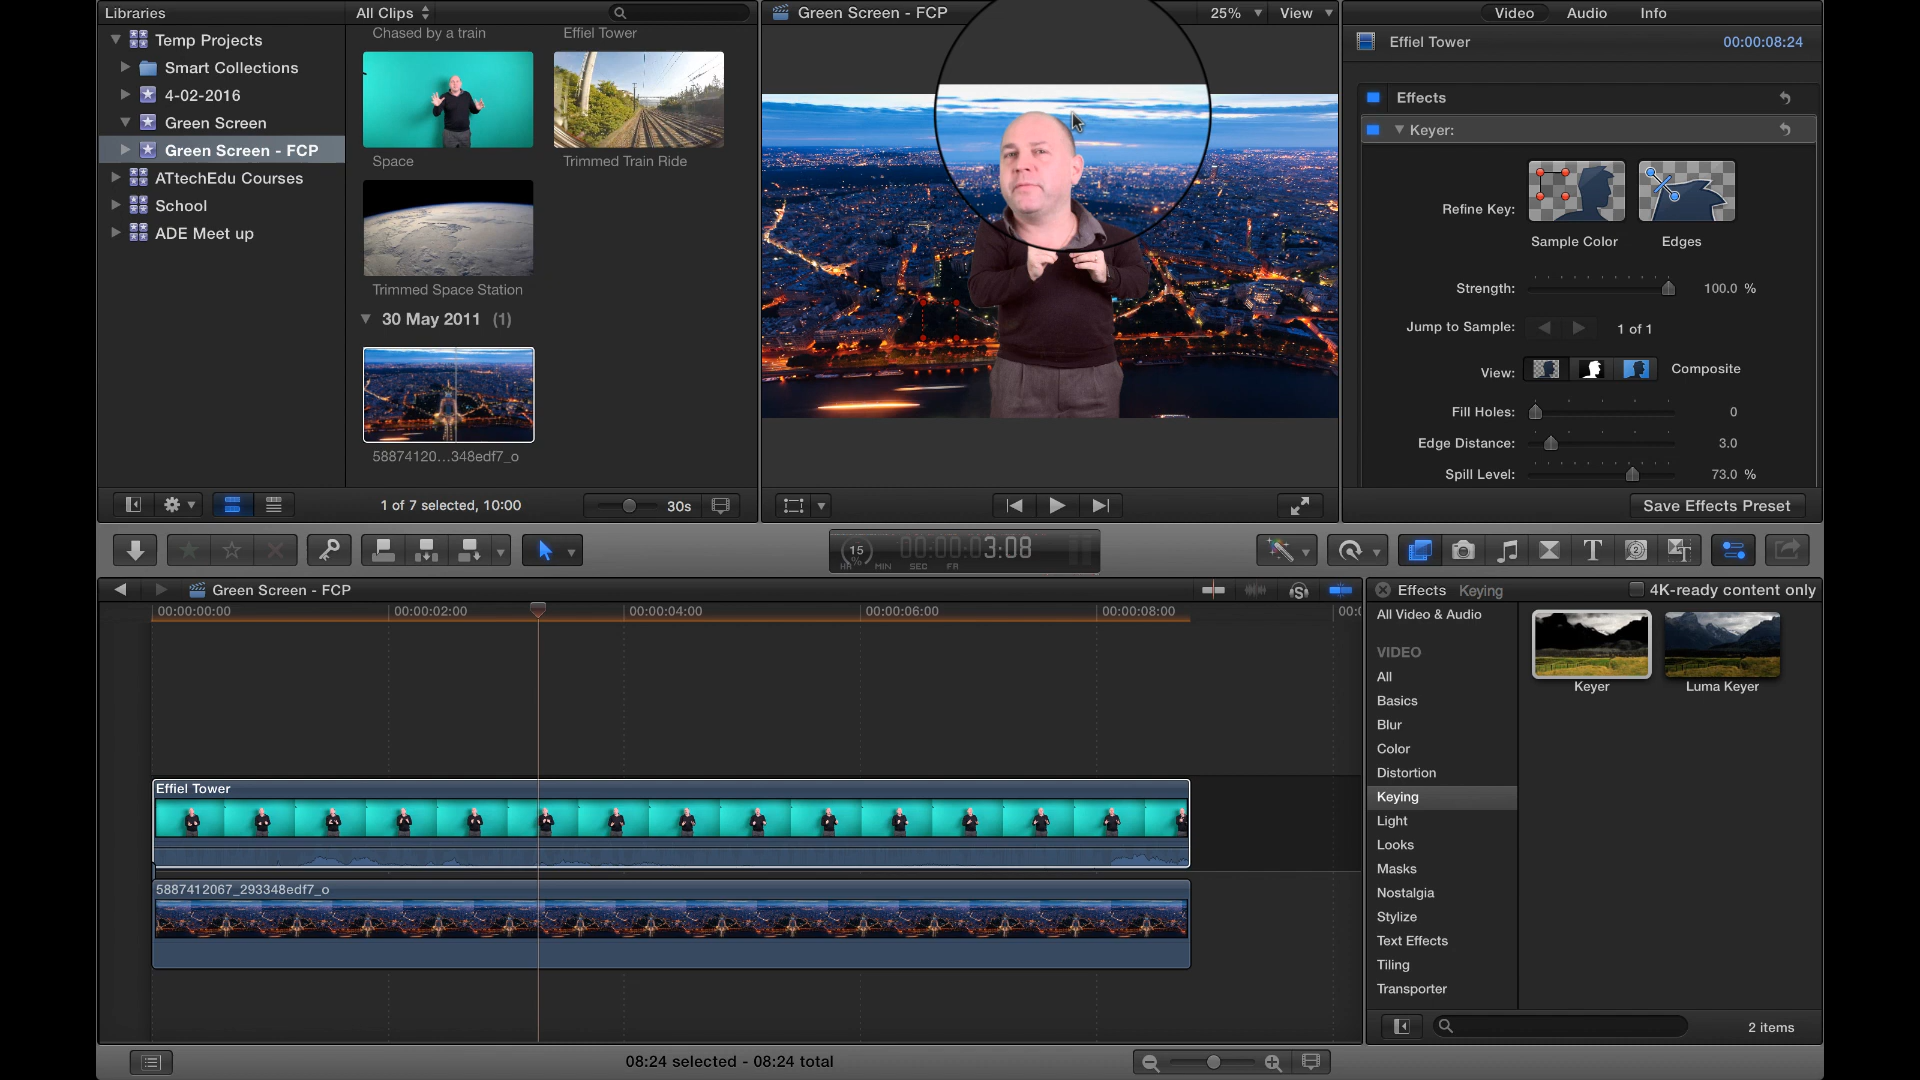 Libraries
All Clips
Green Screen - FCP
25%
View
Video
Audio
Info
Temp Projects
Smart Collections
4-02-2016
Green Screen
Green Screen - FCP
ATtechEdu Courses
School
ADE Meet up
Chased by a train
Effiel Tower
Space
Trimmed Train Ride
Trimmed Space Station
30 May 2011 (1)
58874120...348edf7_o
1 of 7 selected, 10:00
30s
Effiel Tower
00:00:08:24
Effects
Keyer:
Refine Key:
Sample Color
Edges
Strength:
100.0 %
Jump to Sample:
1 of 1
View:
Composite
Fill Holes:
0
Edge Distance:
3.0
Spill Level:
73.0 %
Save Effects Preset
15
00:00:03:08
HR MIN SEC FR
Green Screen - FCP
00:00:00:00
00:00:02:00
00:00:04:00
00:00:06:00
00:00:08:00
Effiel Tower
5887412067_293348edf7_o
Effects Keying
4K-ready content only
All Video & Audio
VIDEO
All
Basics
Blur
Color
Distortion
Keying
Light
Looks
Masks
Nostalgia
Stylize
Text Effects
Tiling
Transporter
Keyer
Luma Keyer
2 items
08:24 selected - 08:24 total